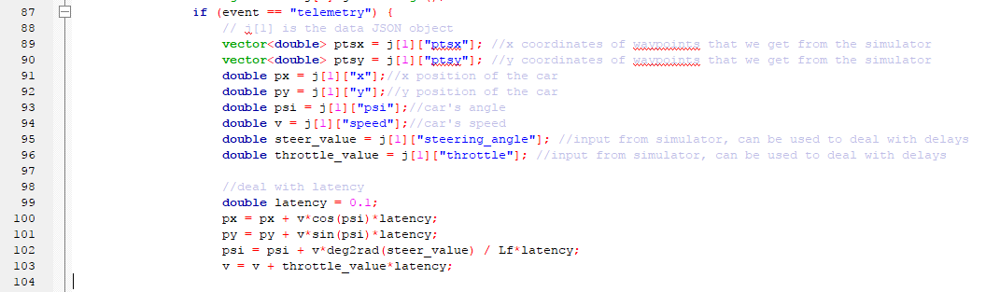 87 if (event == "telemetry") {
88 // j[1] is the data JSON object
89 vector<double> ptsx = j[1]["ptsx"]; //x coordinates of waypoints that we get from the simulator
90 vector<double> ptsy = j[1]["ptsy"]; //y coordinates of waypoints that we get from the simulator
91 double px = j[1]["x"];//x position of the car
92 double py = j[1]["y"];//y position of the car
93 double psi = j[1]["psi"];//car's angle
94 double v = j[1]["speed"];//car's speed
95 double steer_value = j[1]["steering_angle"]; //input from simulator, can be used to deal with delays
96 double throttle_value = j[1]["throttle"]; //input from simulator, can be used to deal with delays
97
98 //deal with latency
99 double latency = 0.1;
100 px = px + v*cos(psi)*latency;
101 py = py + v*sin(psi)*latency;
102 psi = psi + v*deg2rad(steer_value) / Lf*latency;
103 v = v + throttle_value*latency;
104